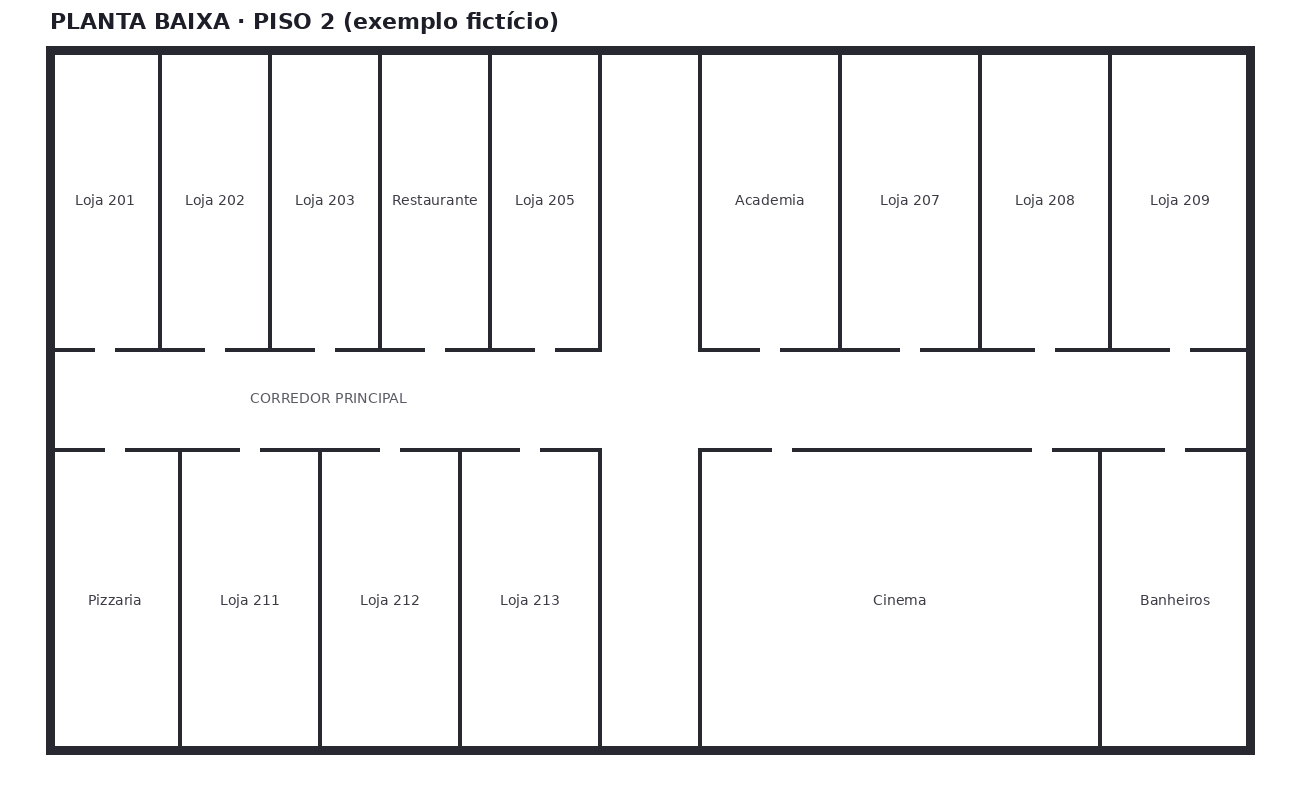 PLANTA BAIXA · PISO 2 (exemplo fictício)
Loja 201
Loja 202
Loja 203
Restaurante
Loja 205
Academia
Loja 207
Loja 208
Loja 209
CORREDOR PRINCIPAL
Pizzaria
Loja 211
Loja 212
Loja 213
Cinema
Banheiros